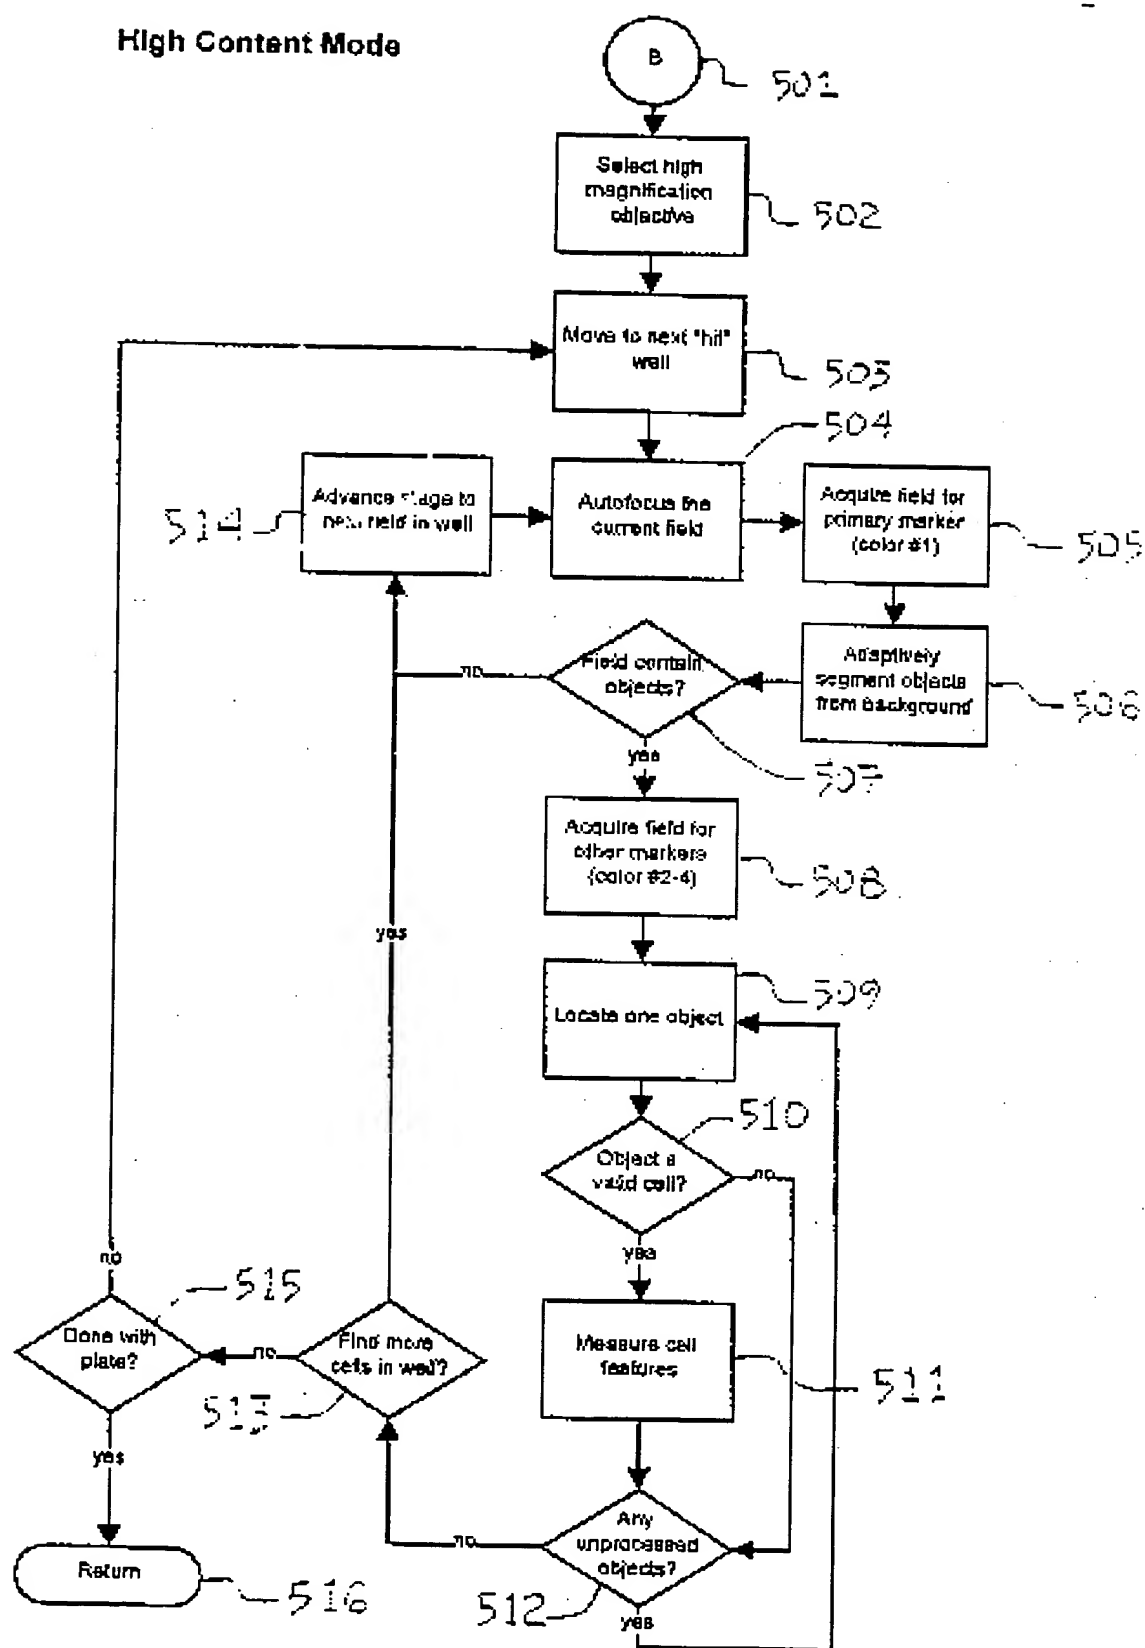 High Content Mode
B
501
Select high
magnification
objective
502
Move to next "hit"
well
503
504
Advance stage to
next field in well
514
Autofocus the
current field
Acquire field for
primary marker
(color #1)
505
Adaptively
segment objects
from background
506
Field contain
objects?
no
507
yes
Acquire field for
other markers
(color #2-4)
508
yes
Locate one object
509
510
Object a
valid cell?
no
yes
no
515
Done with
plate?
no
Find more
cells in well?
513
Measure cell
features
511
yes
Any
unprocessed
objects?
no
512
yes
Return
516